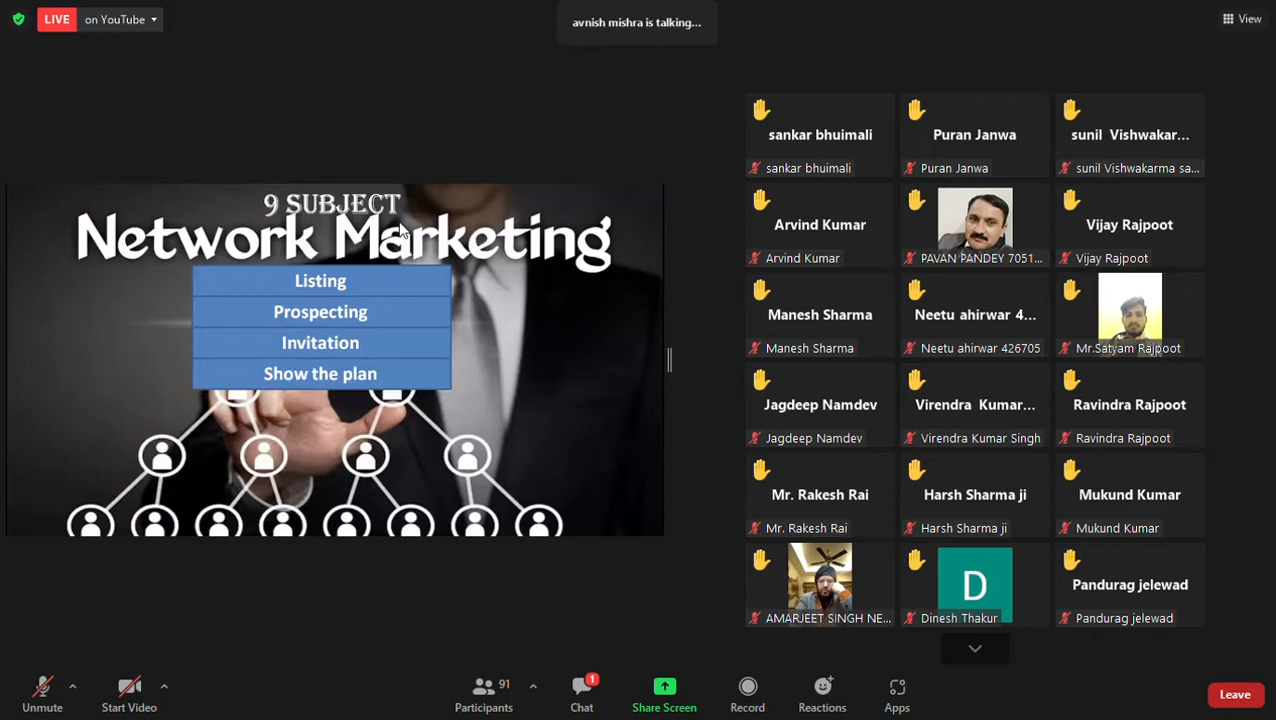 LIVE on YouTube
avnish mishra is talking...
View
9 SUBJECT
Network Marketing
Listing
Prospecting
Invitation
Show the plan
sankar bhuimali
sankar bhuimali
Puran Janwa
Puran Janwa
sunil Vishwakar...
sunil Vishwakarma sa...
Arvind Kumar
Arvind Kumar
PAVAN PANDEY 7051...
Vijay Rajpoot
Vijay Rajpoot
Manesh Sharma
Manesh Sharma
Neetu ahirwar 4...
Neetu ahirwar 426705
Mr.Satyam Rajpoot
Jagdeep Namdev
Jagdeep Namdev
Virendra Kumar...
Virendra Kumar Singh
Ravindra Rajpoot
Ravindra Rajpoot
Mr. Rakesh Rai
Mr. Rakesh Rai
Harsh Sharma ji
Harsh Sharma ji
Mukund Kumar
Mukund Kumar
AMARJEET SINGH NE...
D
Dinesh Thakur
Pandurag jelewad
Pandurag jelewad
Unmute
Start Video
91
Participants
1
Chat
Share Screen
Record
Reactions
Apps
Leave